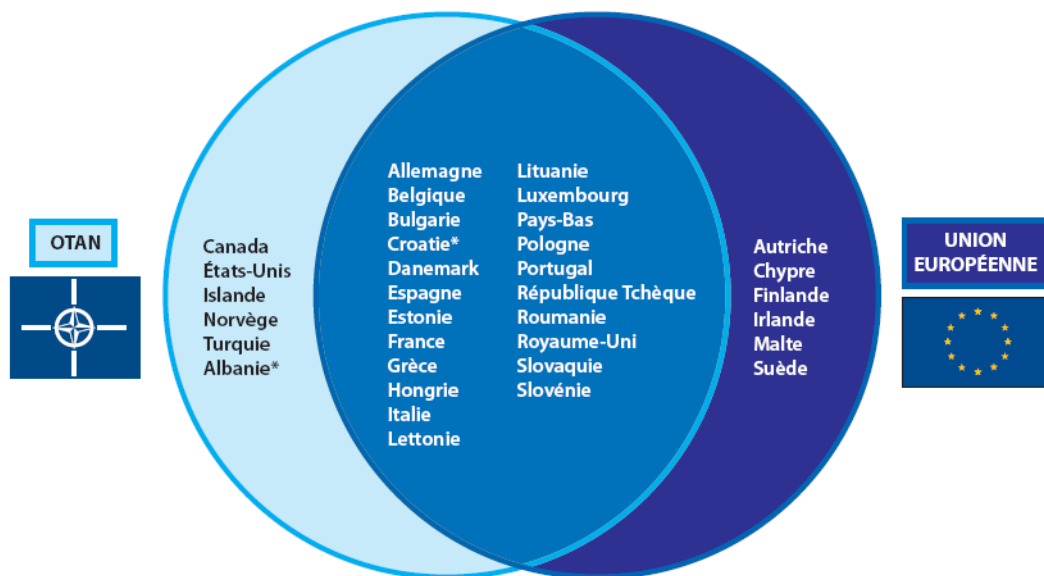 OTAN
Canada
États-Unis
Islande
Norvège
Turquie
Albanie*
Allemagne
Belgique
Bulgarie
Croatie*
Danemark
Espagne
Estonie
France
Grèce
Hongrie
Italie
Lettonie
Lituanie
Luxembourg
Pays-Bas
Pologne
Portugal
République Tchèque
Roumanie
Royaume-Uni
Slovaquie
Slovénie
Autriche
Chypre
Finlande
Irlande
Malte
Suède
UNION
EUROPÉENNE